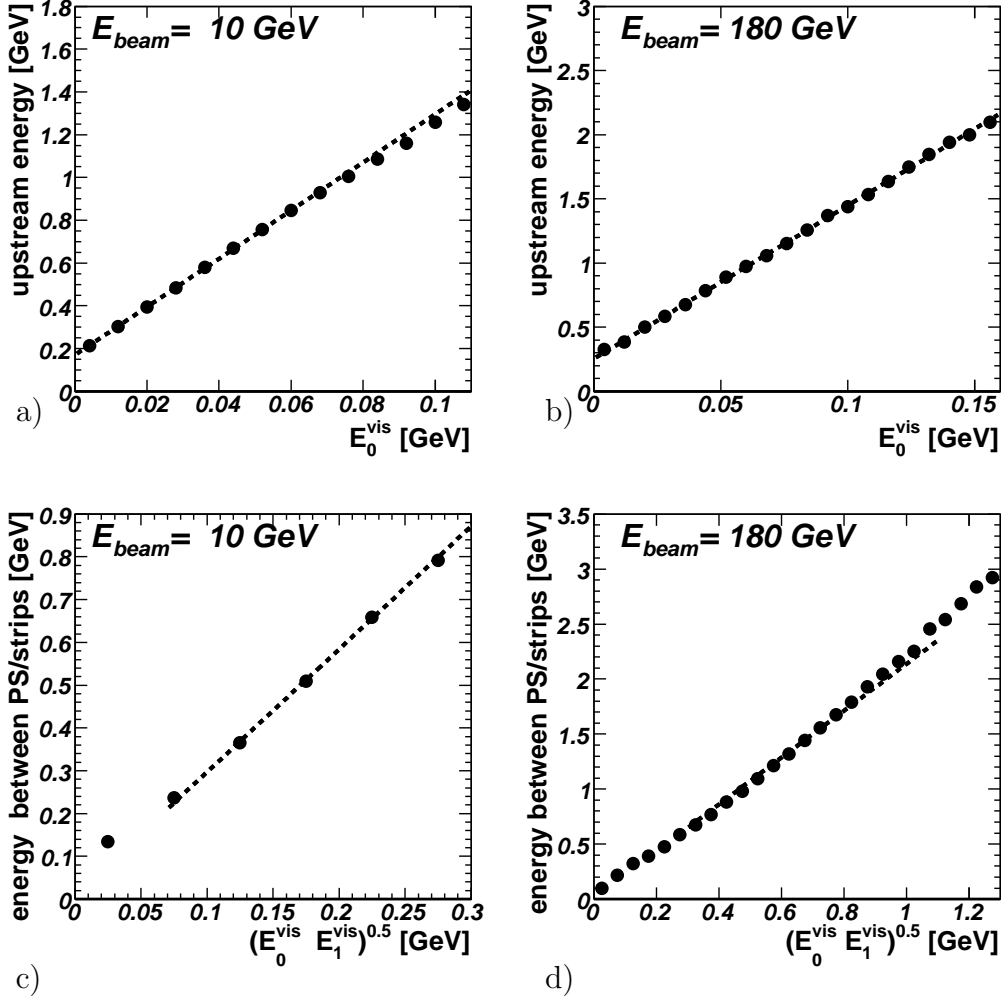 E_beam = 10 GeV
upstream energy [GeV]
1.8
1.6
1.4
1.2
1
0.8
0.6
0.4
0.2
0
0 0.02 0.04 0.06 0.08 0.1
E_0^vis [GeV]
a)
E_beam = 180 GeV
upstream energy [GeV]
3
2.5
2
1.5
1
0.5
0
0 0.05 0.1 0.15
E_0^vis [GeV]
b)
E_beam = 10 GeV
energy between PS/strips [GeV]
0.9
0.8
0.7
0.6
0.5
0.4
0.3
0.2
0.1
0
0 0.05 0.1 0.15 0.2 0.25 0.3
(E_0^vis E_1^vis)^0.5 [GeV]
c)
E_beam = 180 GeV
energy between PS/strips [GeV]
3.5
3
2.5
2
1.5
1
0.5
0
0 0.2 0.4 0.6 0.8 1 1.2
(E_0^vis E_1^vis)^0.5 [GeV]
d)